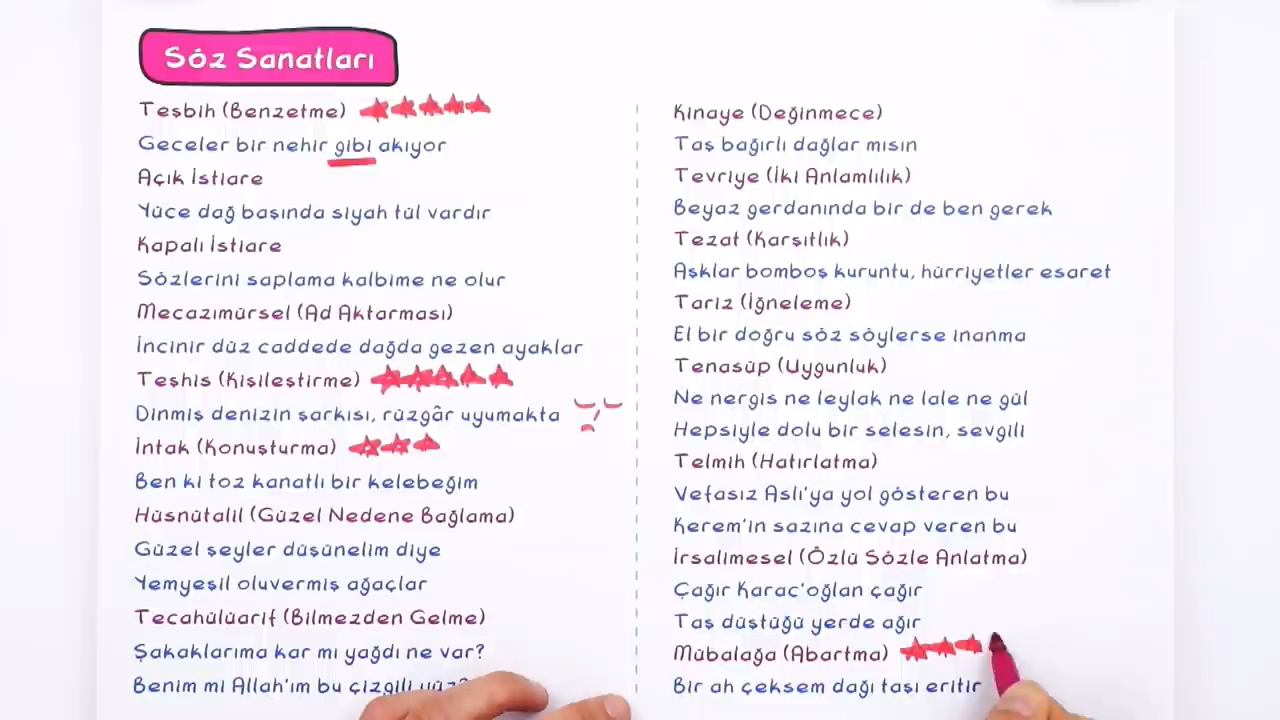 Söz Sanatları
Teşbih (Benzetme)
Geceler bir nehir gibi akıyor
Açık İstiare
Yüce dağ başında siyah tül vardır
Kapalı İstiare
Sözlerini saplama kalbime ne olur
Mecazımürsel (Ad Aktarması)
İncinir düz caddede dağda gezen ayaklar
Teşhis (Kişileştirme)
Dinmiş denizin şarkısı, rüzgâr uyumakta
İntak (Konuşturma)
Ben ki toz kanatlı bir kelebeğim
Hüsnütalil (Güzel Nedene Bağlama)
Güzel şeyler düşünelim diye
Yemyeşil oluvermiş ağaçlar
Tecahülüarif (Bilmezden Gelme)
Şakaklarıma kar mı yağdı ne var?
Benim mi Allah'ım bu çizgili yüz?
Kinaye (Değinmece)
Taş bağırlı dağlar mısın
Tevriye (İki Anlamlılık)
Beyaz gerdanında bir de ben gerek
Tezat (Karşıtlık)
Aşklar bomboş kuruntu, hürriyetler esaret
Tariz (İğneleme)
El bir doğru söz söylerse inanma
Tenasüp (Uygunluk)
Ne nergis ne leylak ne lale ne gül
Hepsiyle dolu bir selesin, sevgili
Telmih (Hatırlatma)
Vefasız Aslı'ya yol gösteren bu
Kerem'in sazına cevap veren bu
İrsalimesel (Özlü Sözle Anlatma)
Çağır Karac'oğlan çağır
Taş düştüğü yerde ağır
Mübalağa (Abartma)
Bir ah çeksem dağı taşı eritir